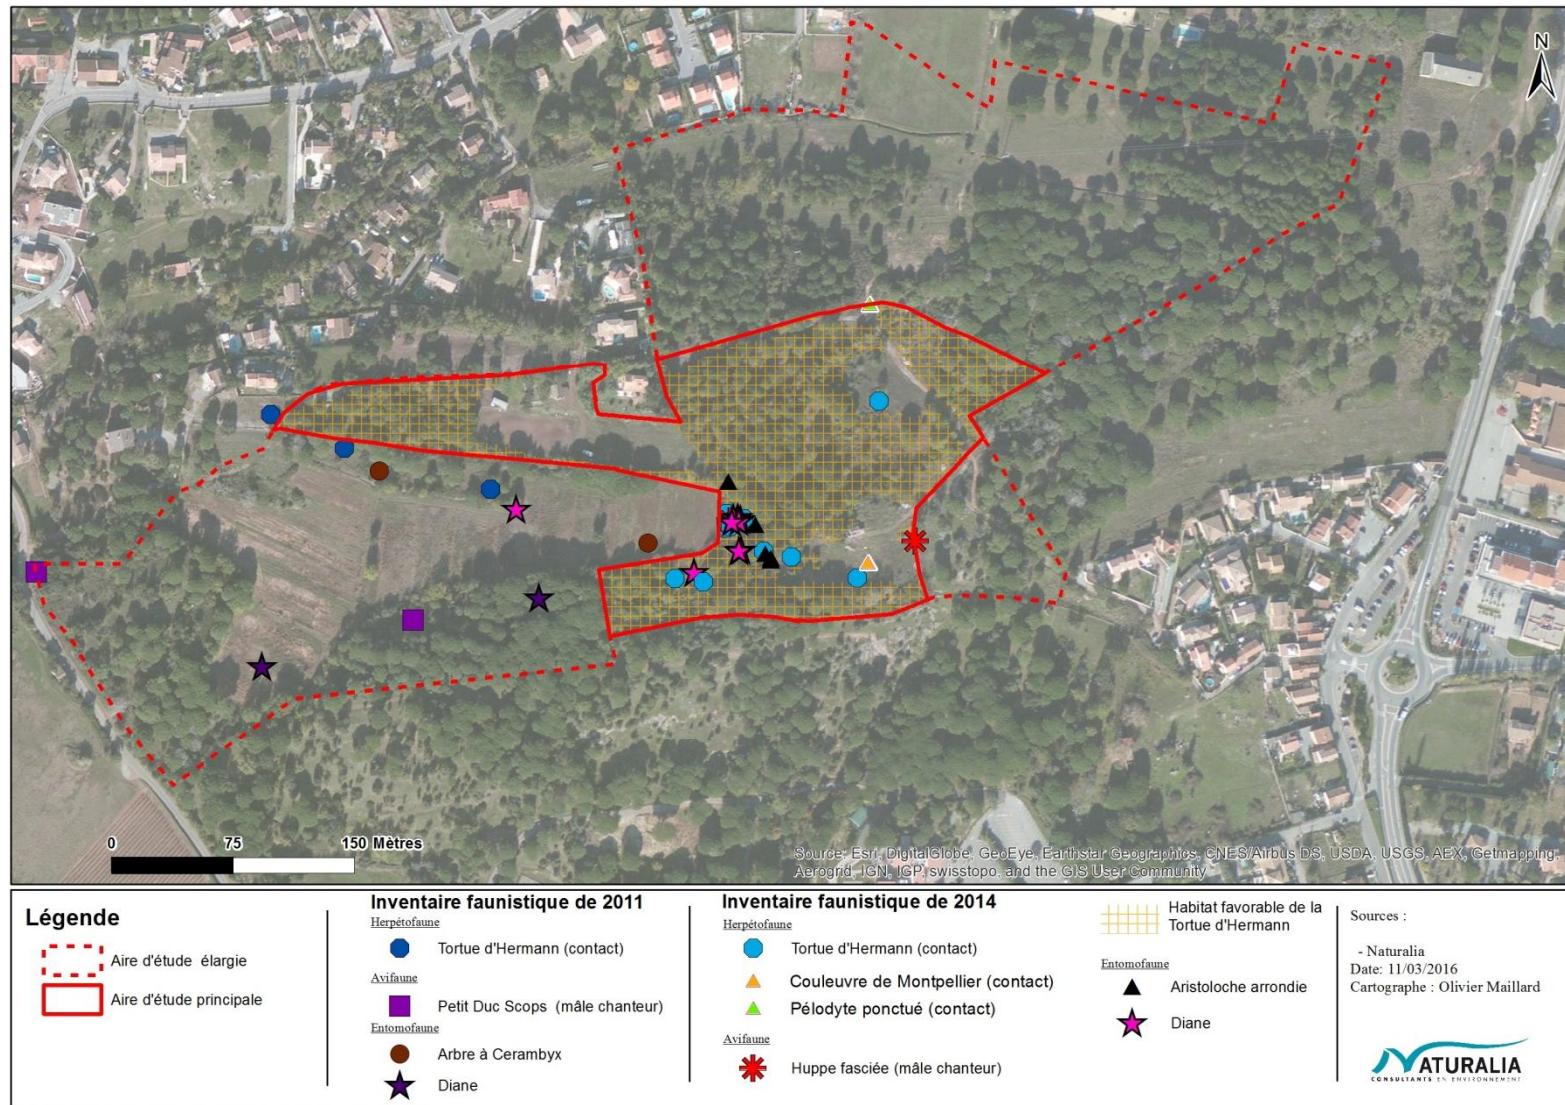 N
0 75 150 Mètres
Source: Esri, DigitalGlobe, GeoEye, Earthstar Geographics, CNES/Airbus DS, USDA, USGS, AEX, Getmapping,
Aerogrid, IGN, IGP, swisstopo, and the GIS User Community
Légende
Aire d'étude élargie
Aire d'étude principale
Inventaire faunistique de 2011
Herpétofaune
Tortue d'Hermann (contact)
Avifaune
Petit Duc Scops (mâle chanteur)
Entomofaune
Arbre à Cerambyx
Diane
Inventaire faunistique de 2014
Herpétofaune
Tortue d'Hermann (contact)
Couleuvre de Montpellier (contact)
Pélodyte ponctué (contact)
Avifaune
Huppe fasciée (mâle chanteur)
Habitat favorable de la
Tortue d'Hermann
Entomofaune
Aristoloche arrondie
Diane
Sources :
- Naturalia
Date: 11/03/2016
Cartographe : Olivier Maillard
NATURALIA
CONSULTANTS EN ENVIRONNEMENT